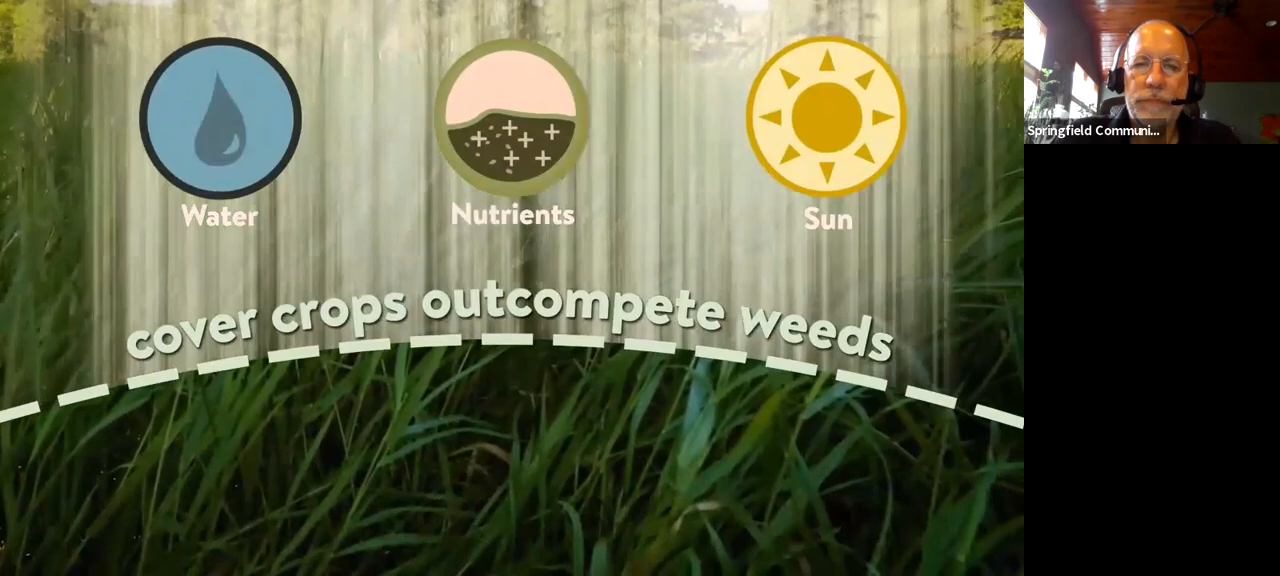 Springfield Communi...
Water
Nutrients
Sun
cover crops outcompete weeds